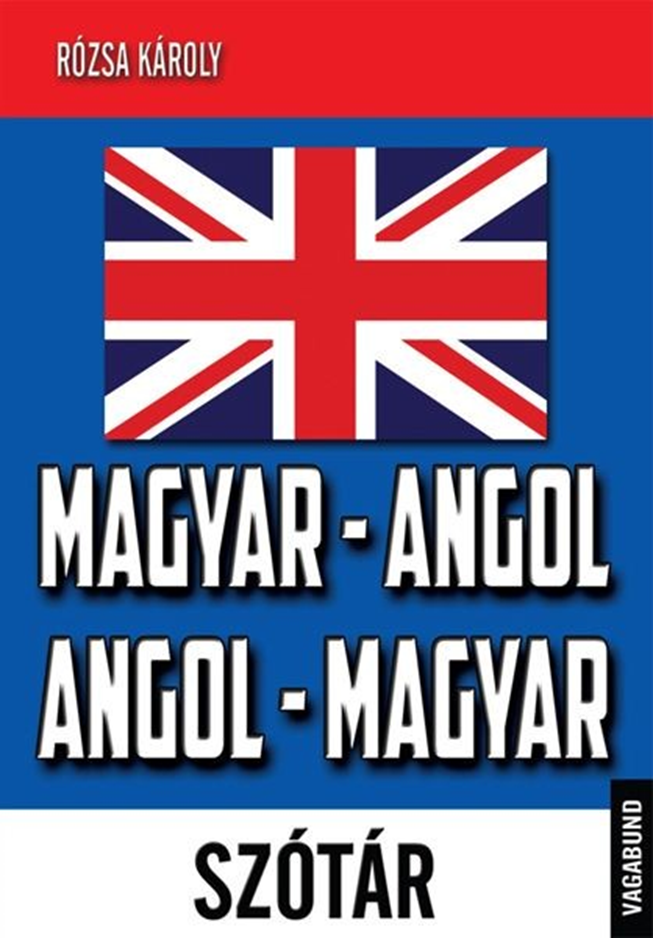 RÓZSA KÁROLY
MAGYAR - ANGOL
ANGOL - MAGYAR
SZÓTÁR
VAGABUND